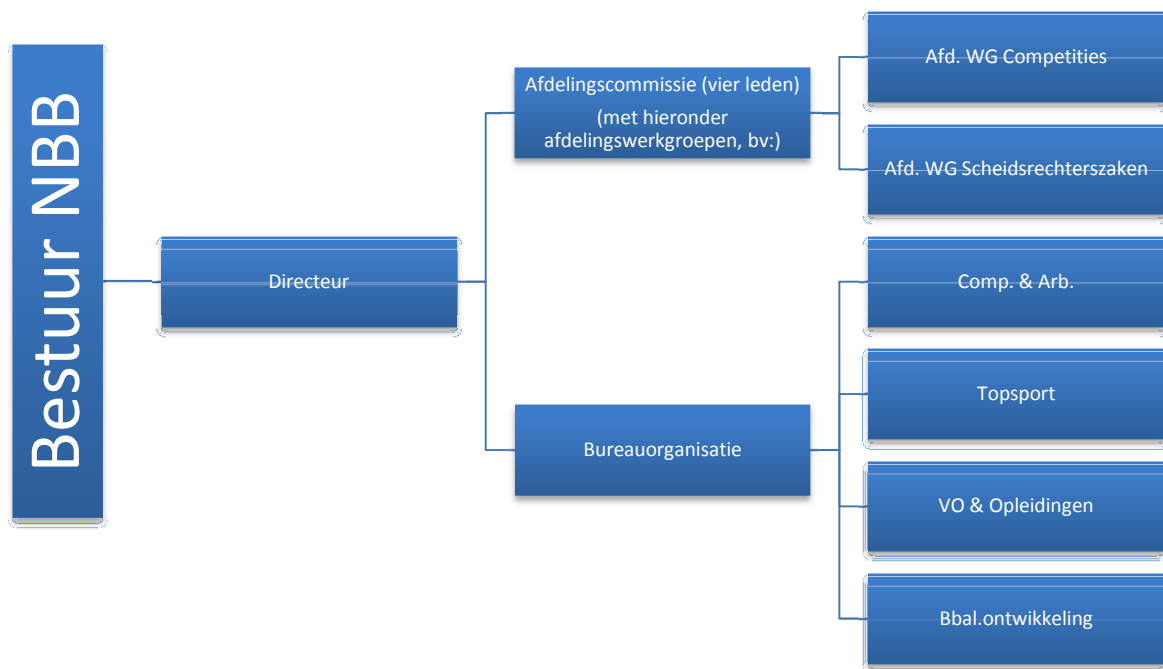 Bestuur NBB
Directeur
Afdelingscommissie (vier leden)
(met hieronder
afdelingswerkgroepen, bv:)
Afd. WG Competities
Afd. WG Scheidsrechterszaken
Bureauorganisatie
Comp. & Arb.
Topsport
VO & Opleidingen
Bbal.ontwikkeling